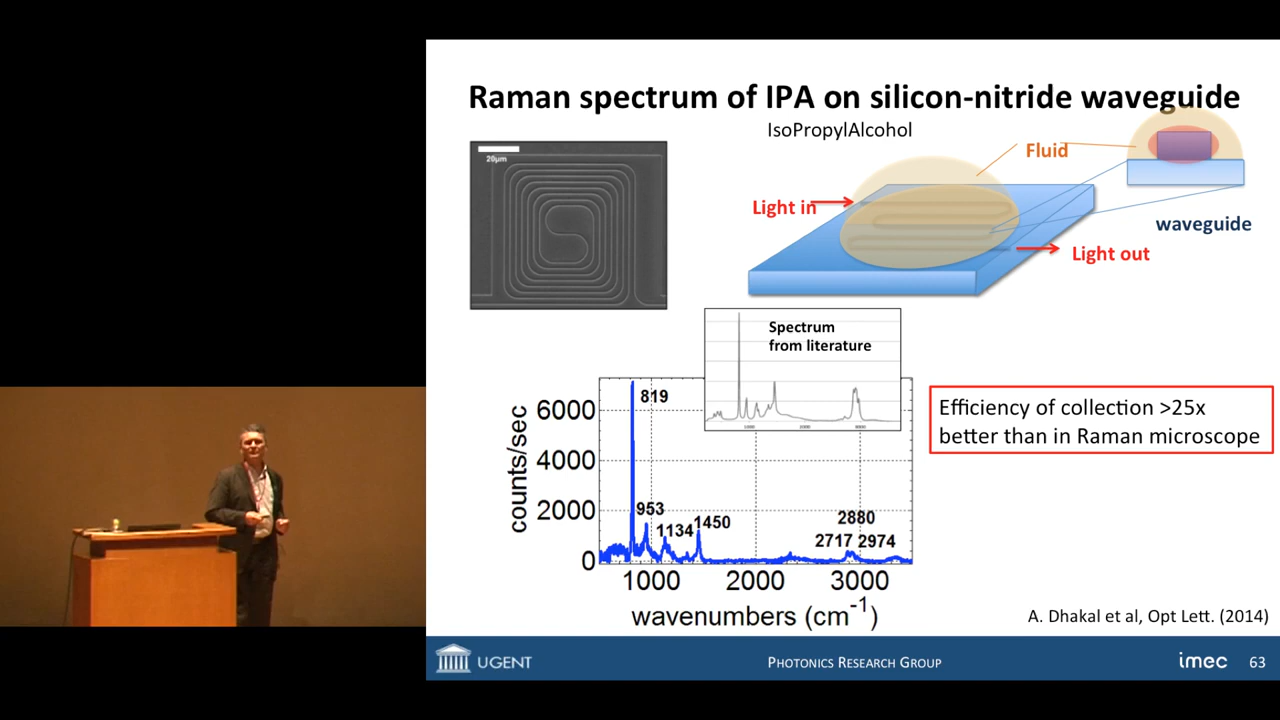 Raman spectrum of IPA on silicon-nitride waveguide
IsoPropylAlcohol
20µm
Fluid
Light in
waveguide
Light out
Spectrum
from literature
1000 2000 3000
counts/sec
6000
4000
2000
0
819
953
1134
1450
2880
2717 2974
1000 2000 3000
wavenumbers (cm-1)
Efficiency of collection >25x
better than in Raman microscope
A. Dhakal et al, Opt Lett. (2014)
UGENT
PHOTONICS RESEARCH GROUP
imec
63